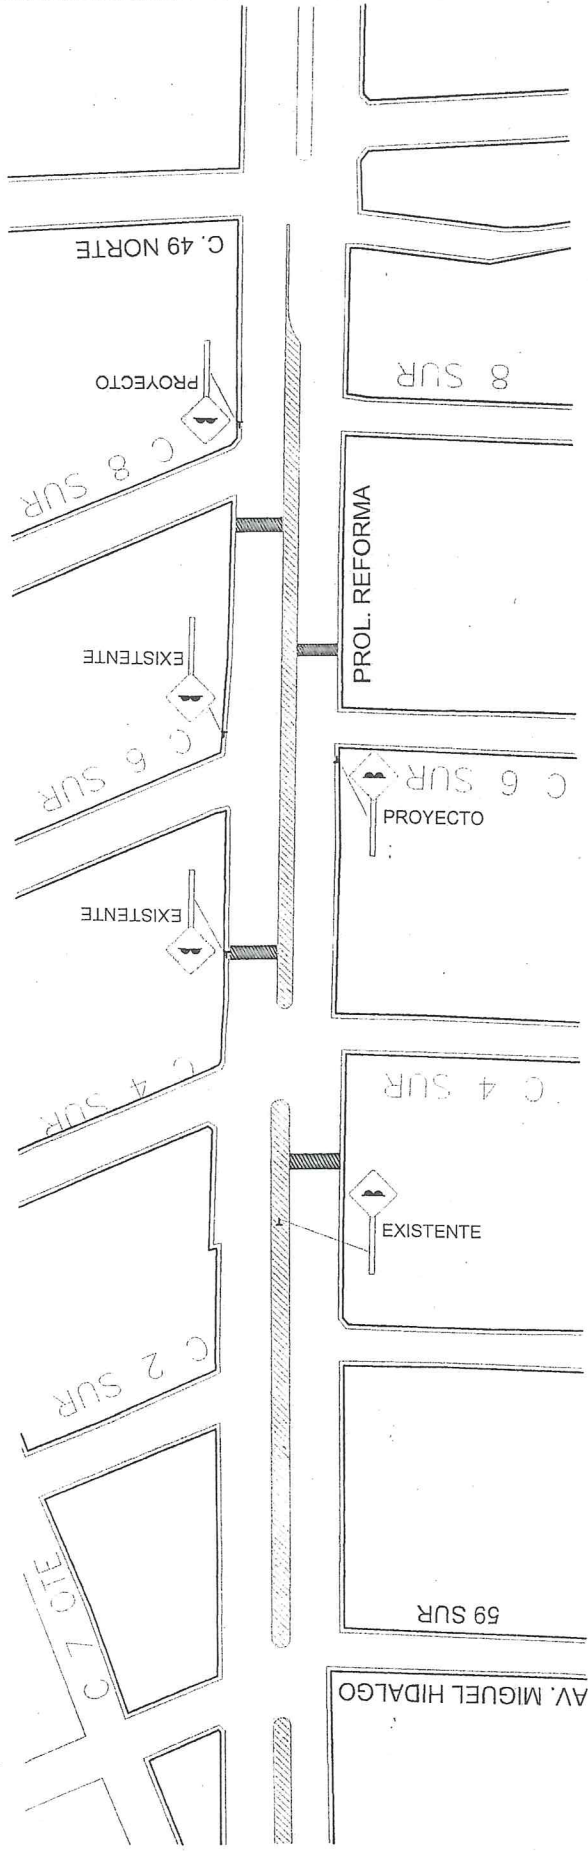 C. 49 NORTE
PROYECTO
8 SUR
C 8 SUR
PROL. REFORMA
EXISTENTE
C 6 SUR
C 6 SUR
PROYECTO
EXISTENTE
C 4 SUR
C 4 SUR
EXISTENTE
C 2 SUR
C 7 OTE
59 SUR
AV. MIGUEL HIDALGO